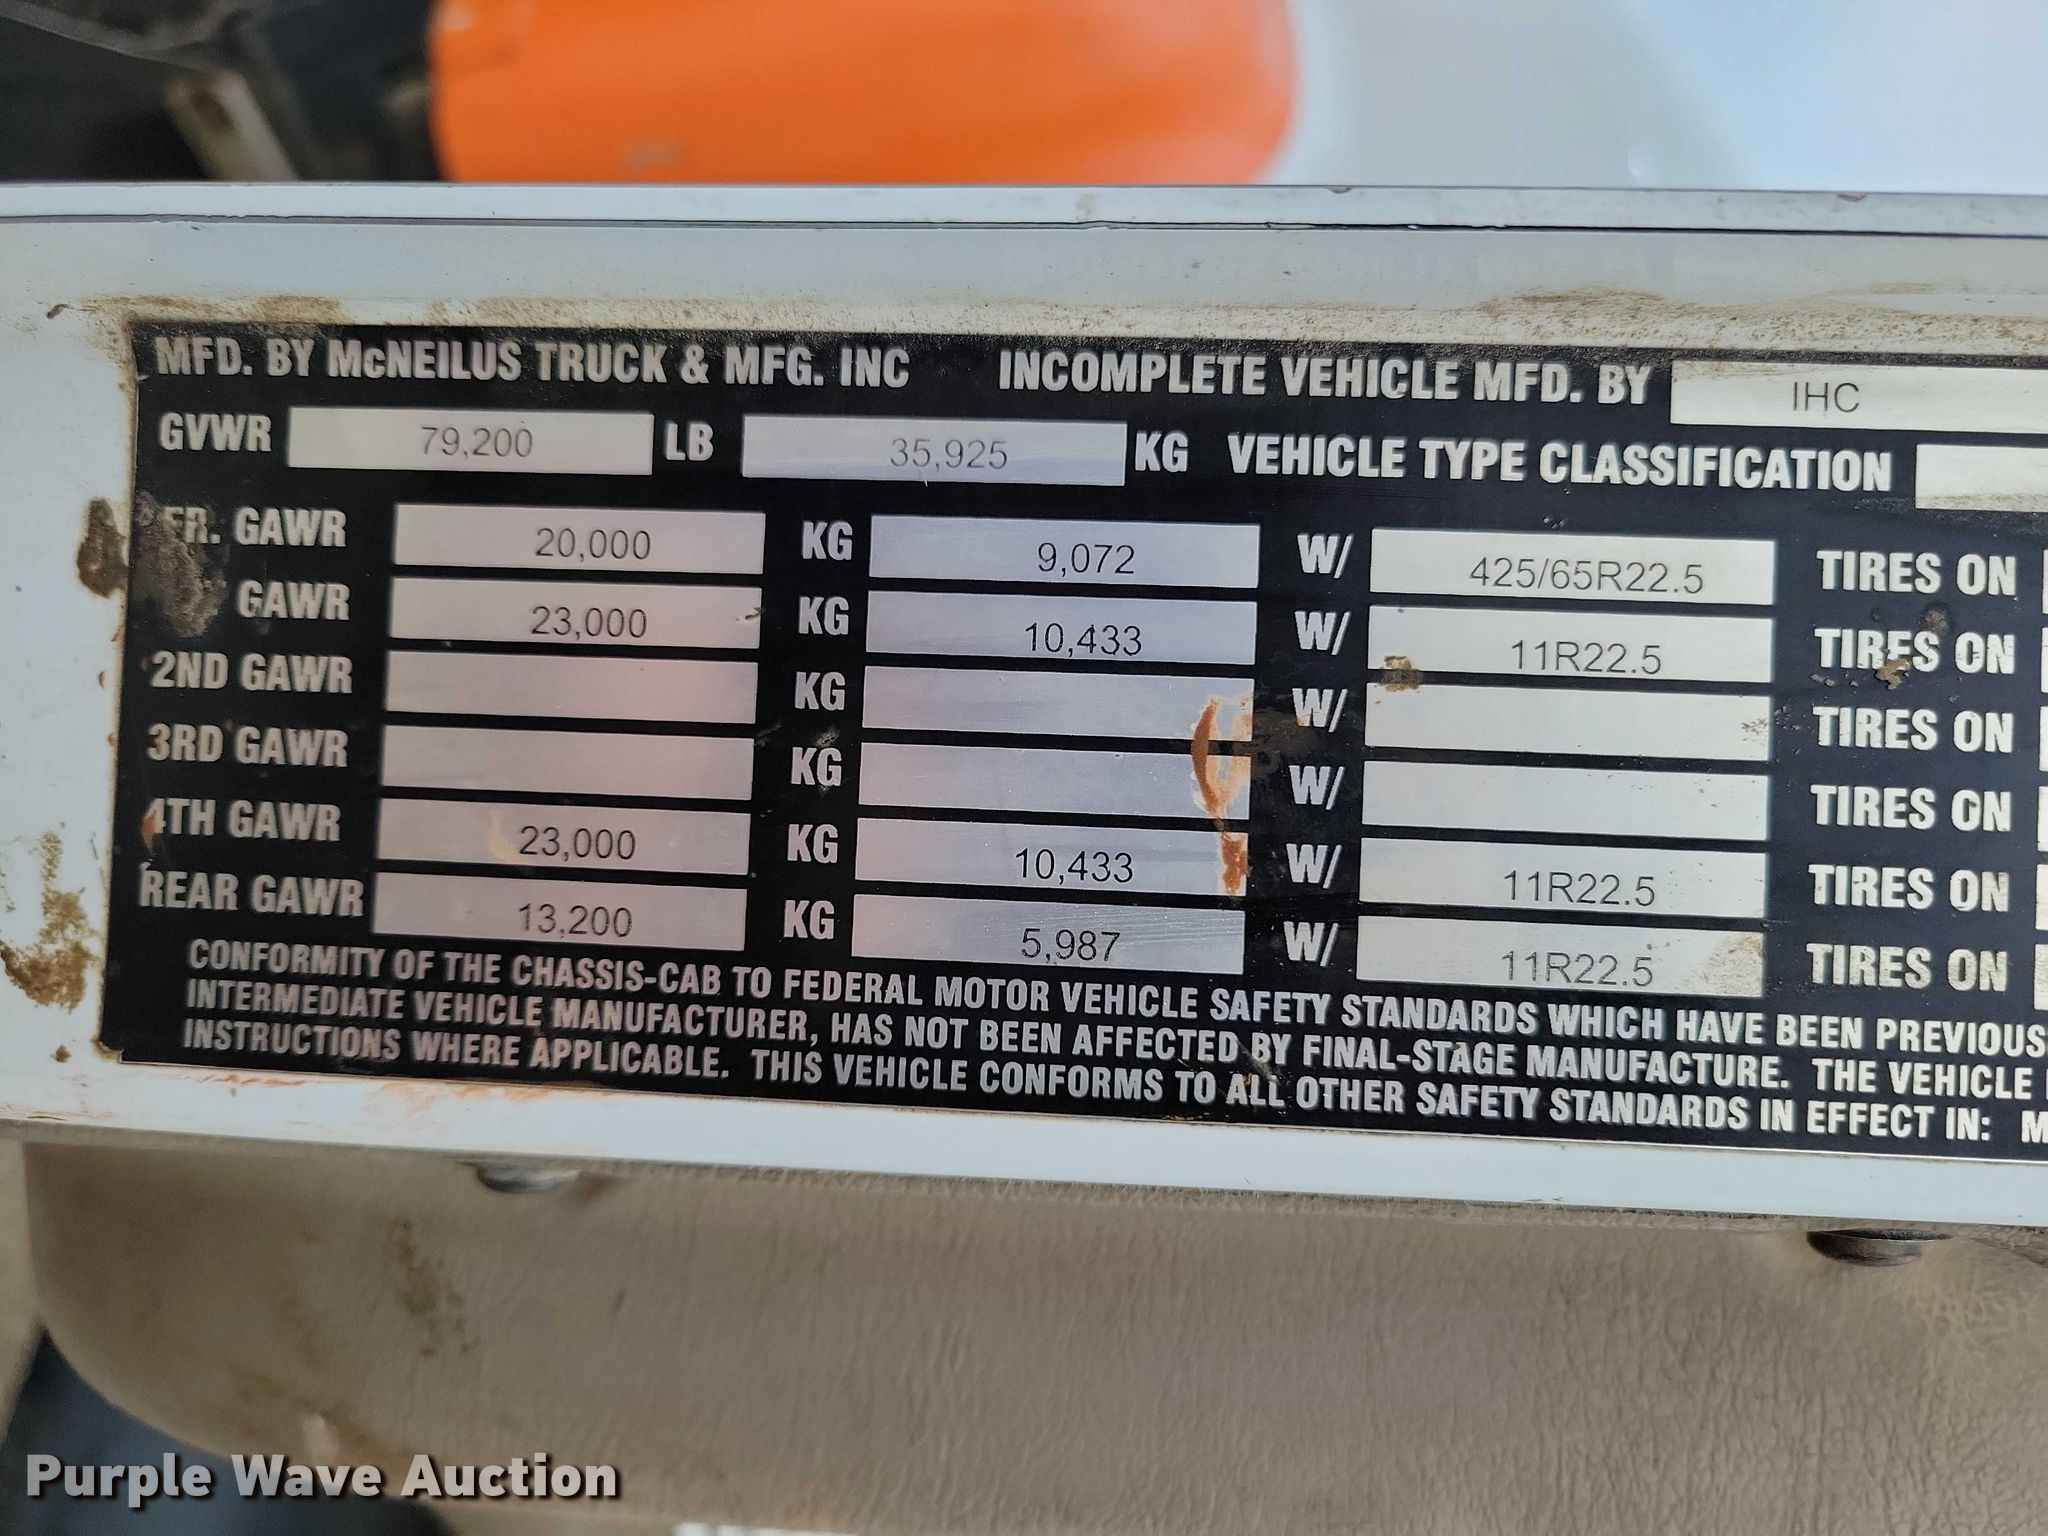 MFD. BY McNEILUS TRUCK & MFG. INC INCOMPLETE VEHICLE MFD. BY IHC
GVWR 79,200 LB 35,925 KG VEHICLE TYPE CLASSIFICATION
FR. GAWR 20,000 KG 9,072 W/ 425/65R22.5 TIRES ON
GAWR 23,000 KG 10,433 W/ 11R22.5 TIRES ON
2ND GAWR KG W/ TIRES ON
3RD GAWR KG W/ TIRES ON
4TH GAWR 23,000 KG 10,433 W/ 11R22.5 TIRES ON
REAR GAWR 13,200 KG 5,987 W/ 11R22.5 TIRES ON
CONFORMITY OF THE CHASSIS-CAB TO FEDERAL MOTOR VEHICLE SAFETY STANDARDS WHICH HAVE BEEN PREVIOUS
INTERMEDIATE VEHICLE MANUFACTURER, HAS NOT BEEN AFFECTED BY FINAL-STAGE MANUFACTURE. THE VEHICLE
INSTRUCTIONS WHERE APPLICABLE. THIS VEHICLE CONFORMS TO ALL OTHER SAFETY STANDARDS IN EFFECT IN: M
Purple Wave Auction